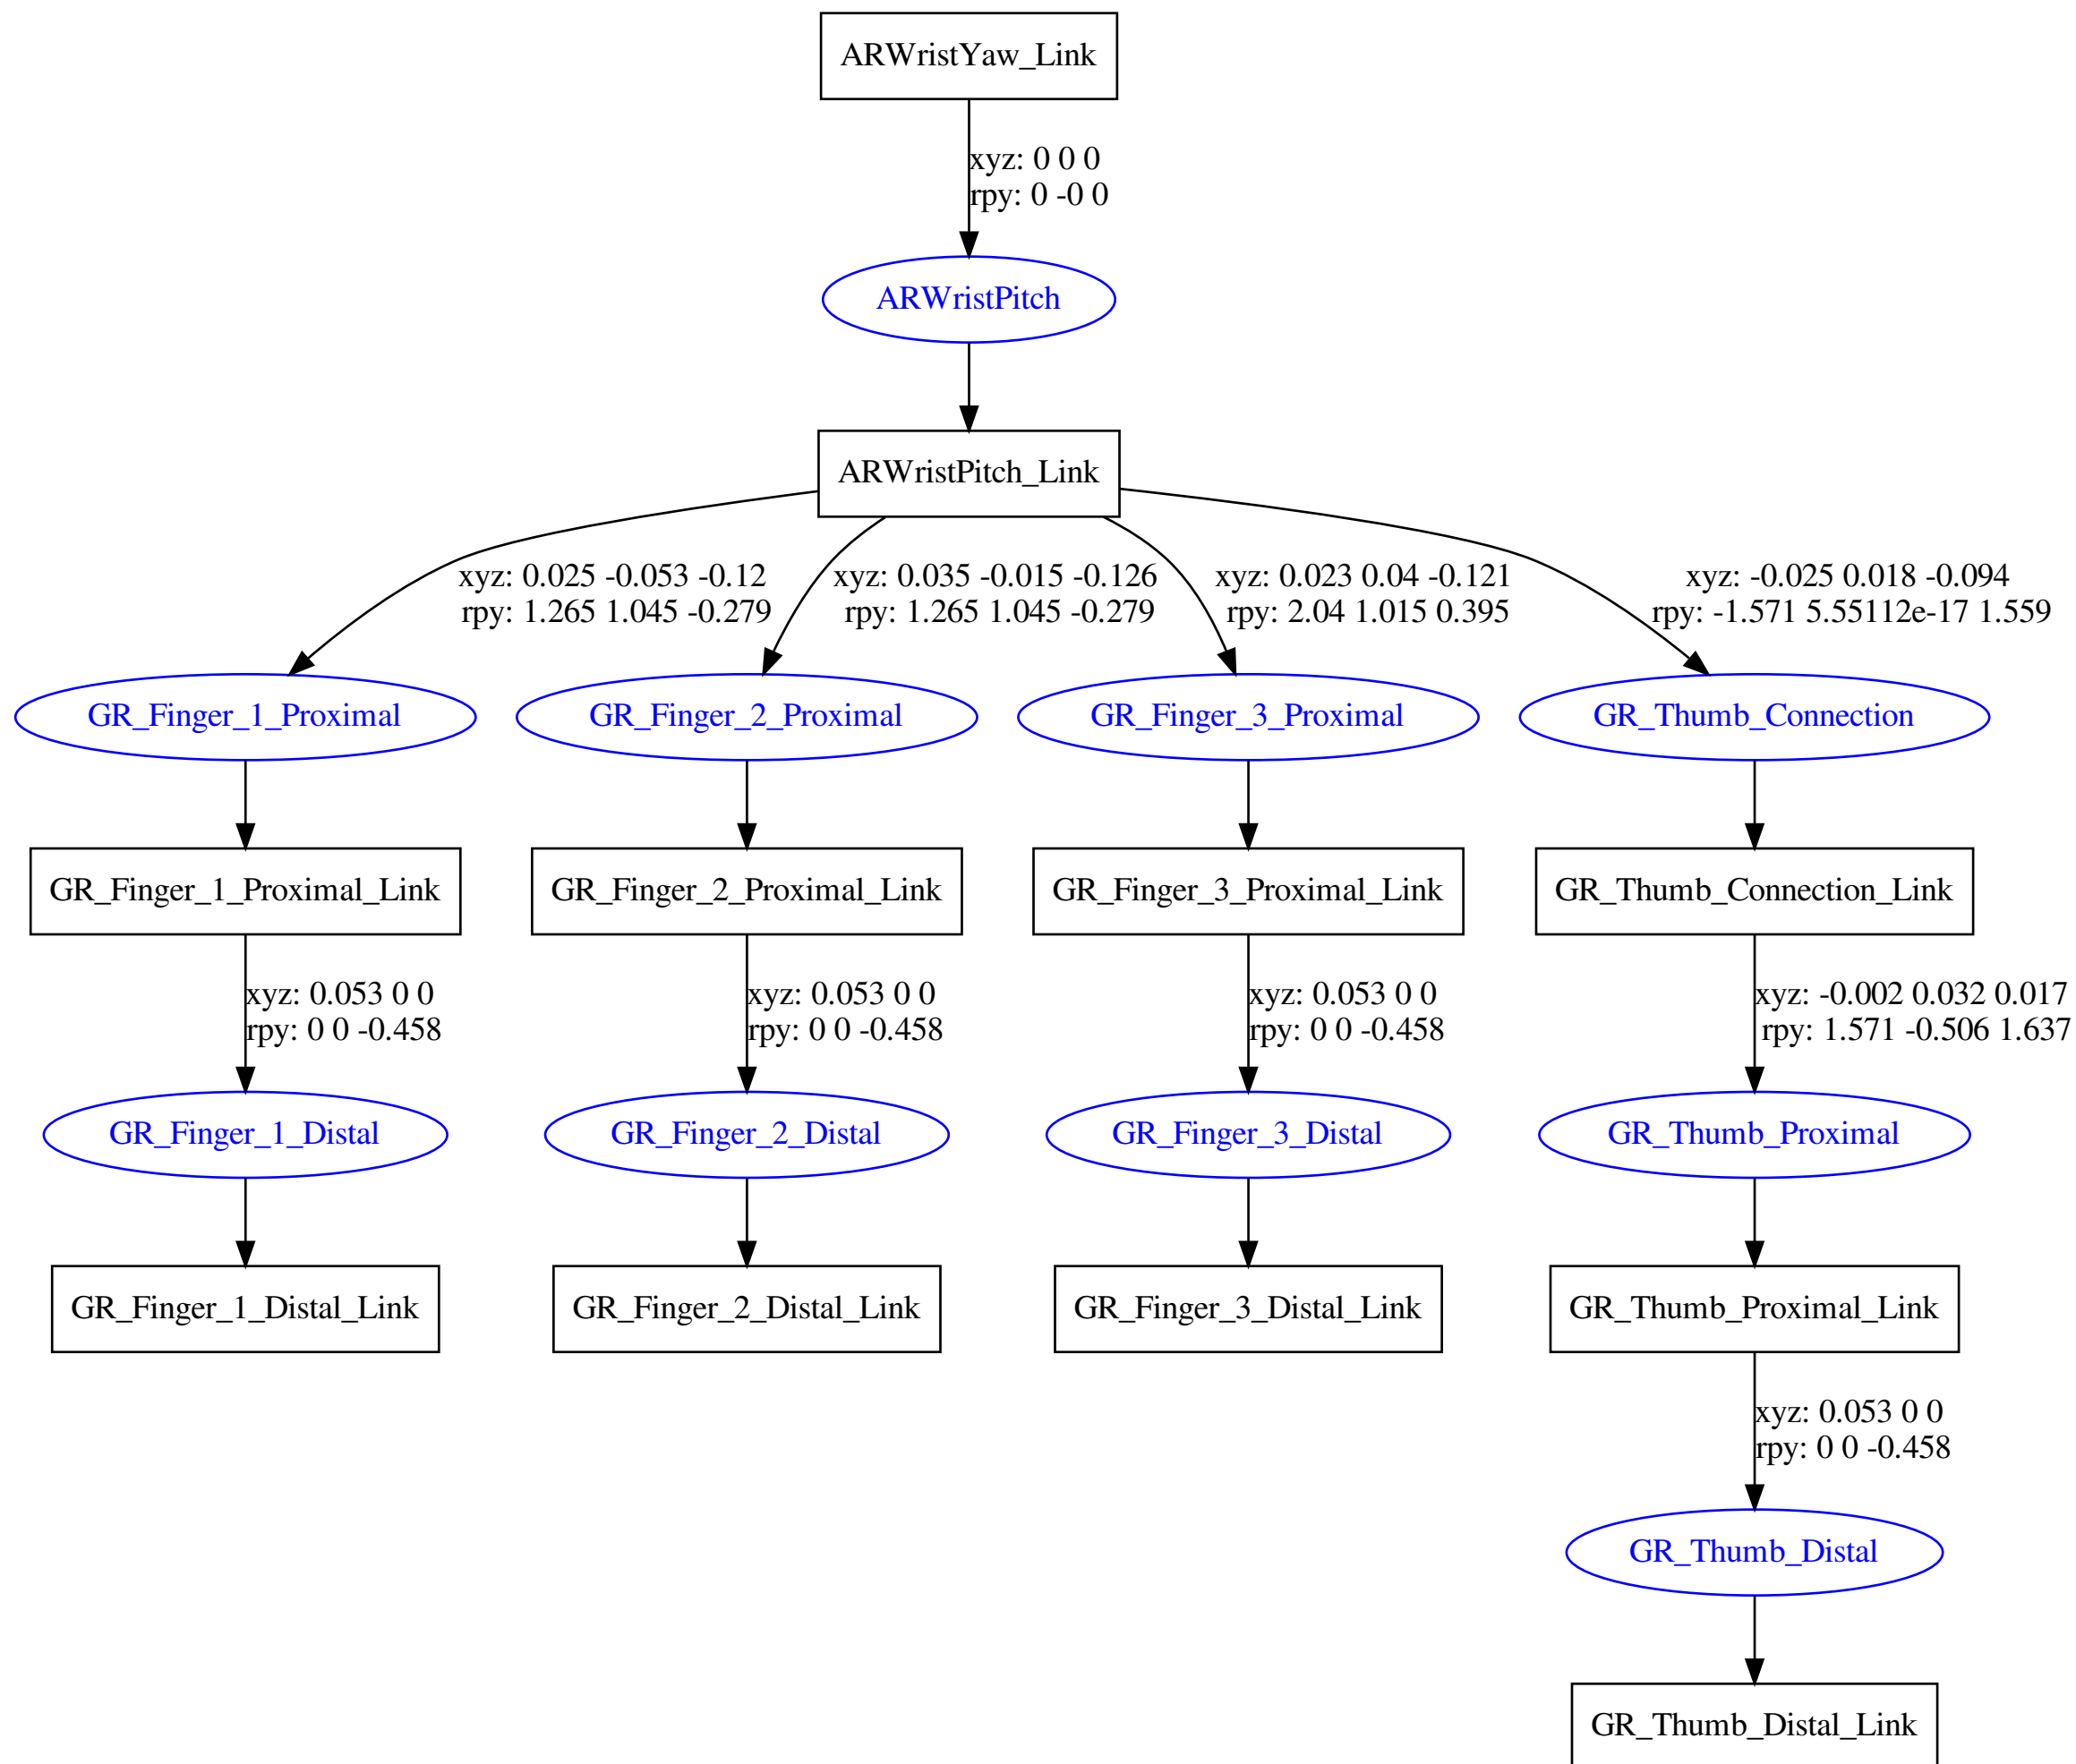 ARWristYaw_Link
xyz: 0 0 0
rpy: 0 -0 0
ARWristPitch
ARWristPitch_Link
xyz: 0.025 -0.053 -0.12
rpy: 1.265 1.045 -0.279
xyz: 0.035 -0.015 -0.126
rpy: 1.265 1.045 -0.279
xyz: 0.023 0.04 -0.121
rpy: 2.04 1.015 0.395
xyz: -0.025 0.018 -0.094
rpy: -1.571 5.55112e-17 1.559
GR_Finger_1_Proximal
GR_Finger_2_Proximal
GR_Finger_3_Proximal
GR_Thumb_Connection
GR_Finger_1_Proximal_Link
GR_Finger_2_Proximal_Link
GR_Finger_3_Proximal_Link
GR_Thumb_Connection_Link
xyz: 0.053 0 0
rpy: 0 0 -0.458
xyz: 0.053 0 0
rpy: 0 0 -0.458
xyz: 0.053 0 0
rpy: 0 0 -0.458
xyz: -0.002 0.032 0.017
rpy: 1.571 -0.506 1.637
GR_Finger_1_Distal
GR_Finger_2_Distal
GR_Finger_3_Distal
GR_Thumb_Proximal
GR_Finger_1_Distal_Link
GR_Finger_2_Distal_Link
GR_Finger_3_Distal_Link
GR_Thumb_Proximal_Link
xyz: 0.053 0 0
rpy: 0 0 -0.458
GR_Thumb_Distal
GR_Thumb_Distal_Link